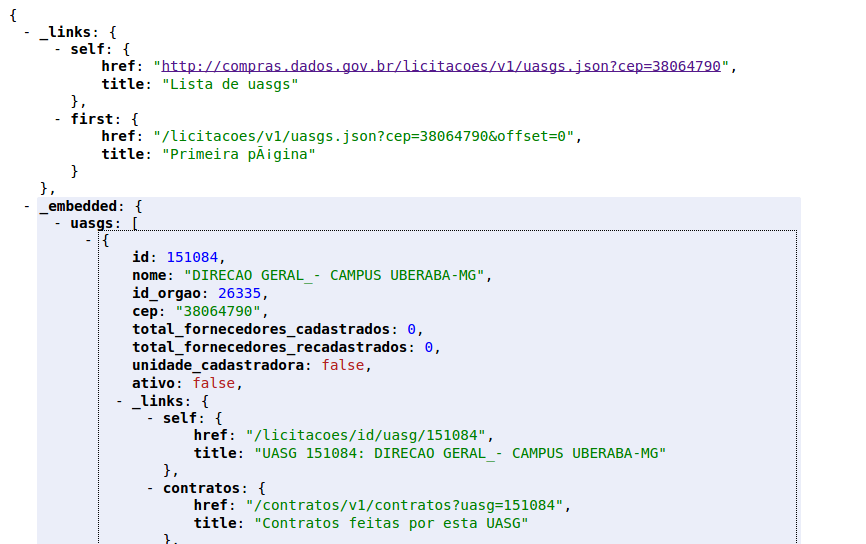 {
- _links: {
- self: {
href: "http://compras.dados.gov.br/licitacoes/v1/uasgs.json?cep=38064790",
title: "Lista de uasgs"
},
- first: {
href: "/licitacoes/v1/uasgs.json?cep=38064790&offset=0",
title: "Primeira pÃ¡gina"
}
},
- _embedded: {
- uasgs: [
- {
id: 151084,
nome: "DIRECAO GERAL_- CAMPUS UBERABA-MG",
id_orgao: 26335,
cep: "38064790",
total_fornecedores_cadastrados: 0,
total_fornecedores_recadastrados: 0,
unidade_cadastradora: false,
ativo: false,
- _links: {
- self: {
href: "/licitacoes/id/uasg/151084",
title: "UASG 151084: DIRECAO GERAL_- CAMPUS UBERABA-MG"
},
- contratos: {
href: "/contratos/v1/contratos?uasg=151084",
title: "Contratos feitas por esta UASG"
},